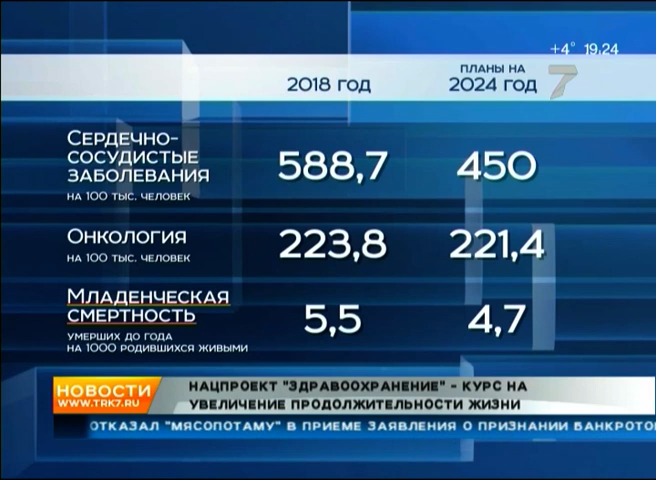 +4° 19:24
2018 ГОД
ПЛАНЫ НА
2024 ГОД
7
СЕРДЕЧНО-
СОСУДИСТЫЕ
ЗАБОЛЕВАНИЯ
НА 100 ТЫС. ЧЕЛОВЕК
588,7
450
ОНКОЛОГИЯ
НА 100 ТЫС. ЧЕЛОВЕК
223,8
221,4
МЛАДЕНЧЕСКАЯ
СМЕРТНОСТЬ
УМЕРШИХ ДО ГОДА
НА 1000 РОДИВШИХСЯ ЖИВЫМИ
5,5
4,7
НОВОСТИ
WWW.TRK7.RU
НАЦПРОЕКТ "ЗДРАВООХРАНЕНИЕ" - КУРС НА
УВЕЛИЧЕНИЕ ПРОДОЛЖИТЕЛЬНОСТИ ЖИЗНИ
ОТКАЗАЛ "МЯСОПОТАМУ" В ПРИЕМЕ ЗАЯВЛЕНИЯ О ПРИЗНАНИИ БАНКРОТО